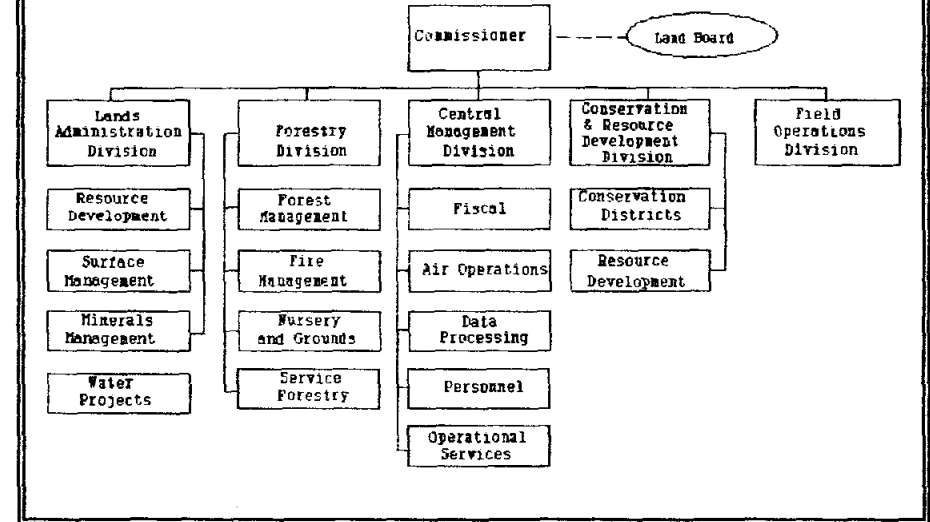 Commissioner
Land Board
Lands
Administration
Division
Forestry
Division
Central
Management
Division
Conservation
& Resource
Development
Division
Field
Operations
Division
Resource
Development
Forest
Management
Fiscal
Conservation
Districts
Surface
Management
Fire
Management
Air Operations
Resource
Development
Minerals
Management
Nursery
and Grounds
Data
Processing
Water
Projects
Service
Forestry
Personnel
Operational
Services